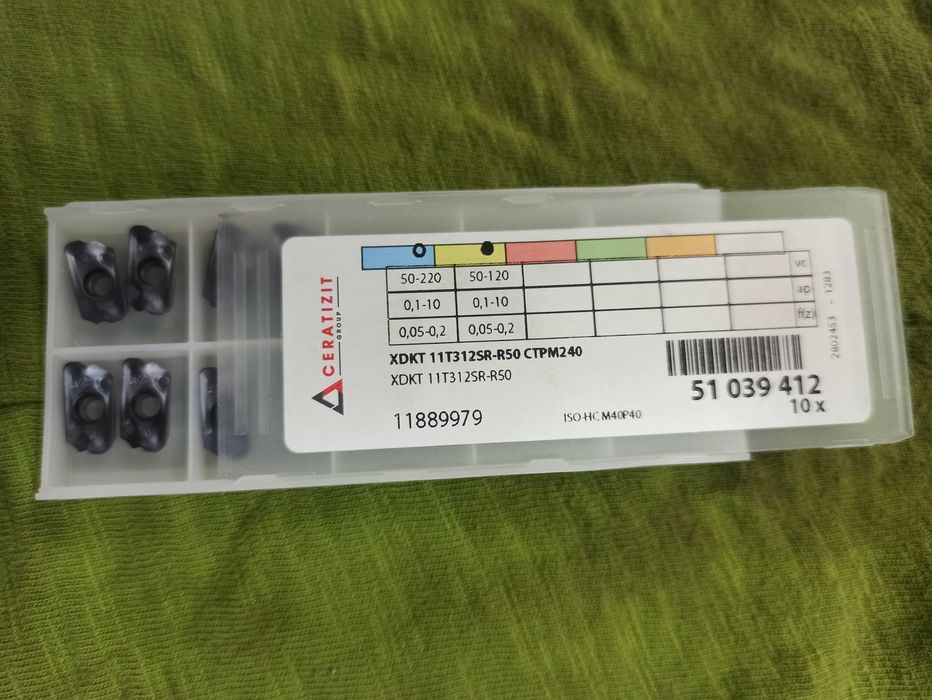 CERATIZIT
GROUP
50-220 50-120 vc
0,1-10 0,1-10 ap
0,05-0,2 0,05-0,2 f(z)
XDKT 11T312SR-R50 CTPM240
XDKT 11T312SR-R50
11889979
ISO-HC M40P40
51 039 412
10 x
2802453 - 1283